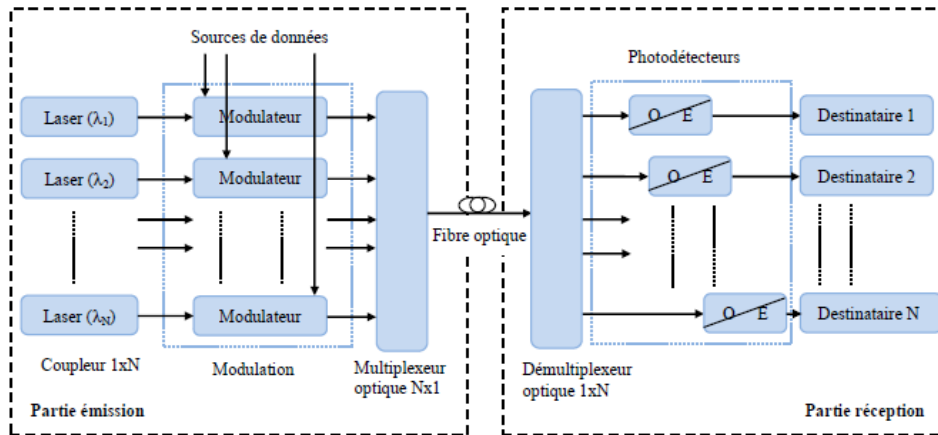 Sources de données
Photodétecteurs
Laser (λ1)
Modulateur
O E
Destinataire 1
Laser (λ2)
Modulateur
O E
Destinataire 2
Fibre optique
Laser (λN)
Modulateur
O E
Destinataire N
Coupleur 1xN
Modulation
Multiplexeur
optique Nx1
Démultiplexeur
optique 1xN
Partie émission
Partie réception